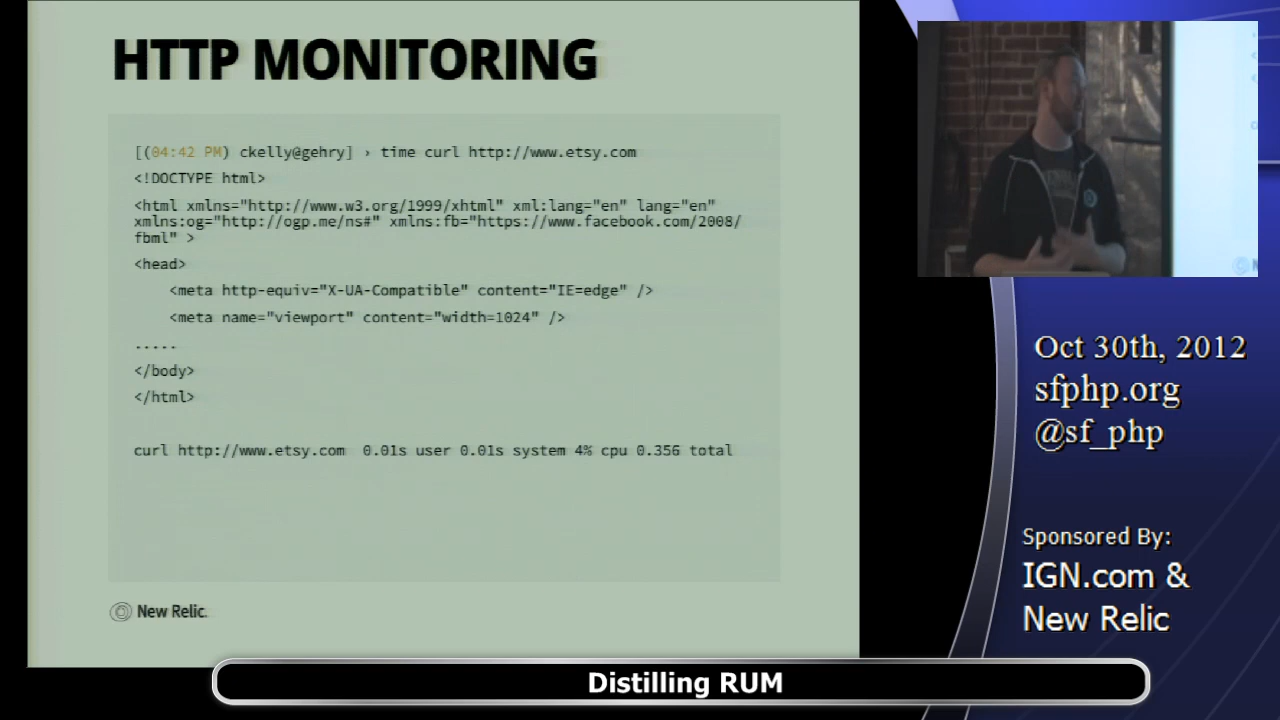 HTTP MONITORING
[(04:42 PM) ckelly@gehry] › time curl http://www.etsy.com
<!DOCTYPE html>
<html xmlns="http://www.w3.org/1999/xhtml" xml:lang="en" lang="en"
xmlns:og="http://ogp.me/ns#" xmlns:fb="https://www.facebook.com/2008/
fbml" >
<head>
<meta http-equiv="X-UA-Compatible" content="IE=edge" />
<meta name="viewport" content="width=1024" />
.....
</body>
</html>
curl http://www.etsy.com 0.01s user 0.01s system 4% cpu 0.356 total
New Relic.
Oct 30th, 2012
sfphp.org
@sf_php
Sponsored By:
IGN.com &
New Relic
Distilling RUM